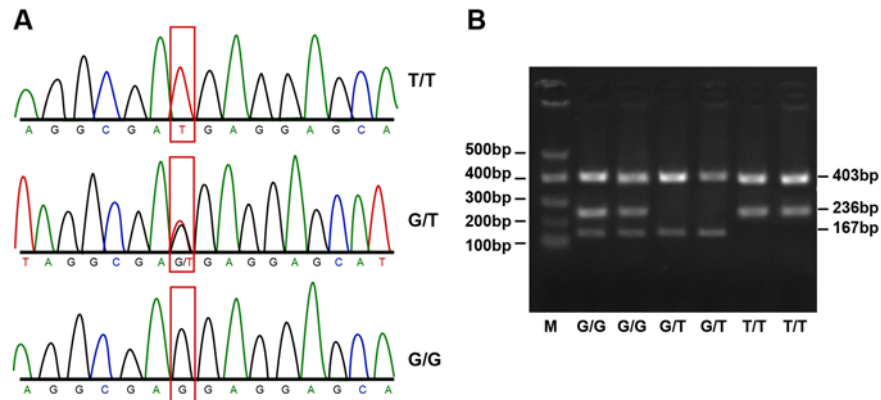 A
T/T
A G G C G A T G A G G A G C A
G/T
T A G G C G A G/T G A G G A G C A T
G/G
A G G C G A G G A G G A G C A
B
500bp
400bp
300bp
200bp
100bp
403bp
236bp
167bp
M G/G G/G G/T G/T T/T T/T